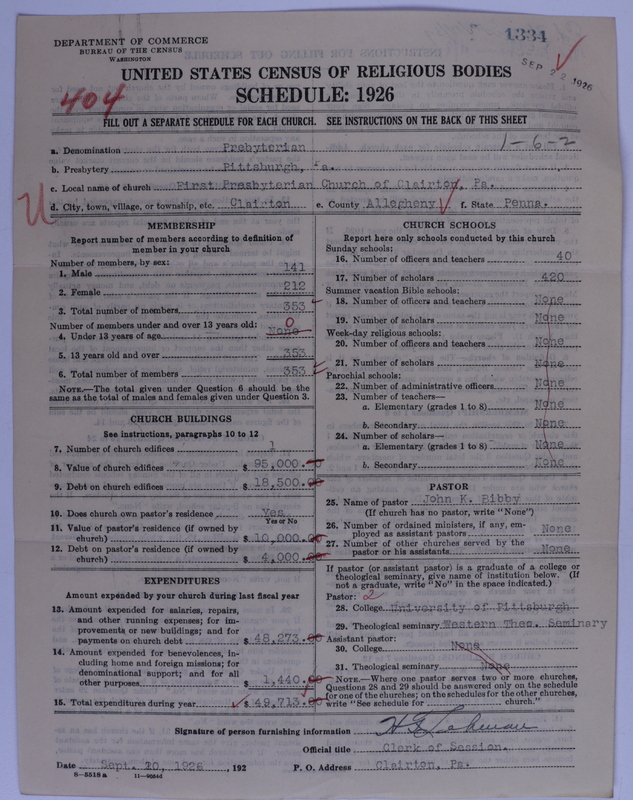 1334
SEP 22 1926
DEPARTMENT OF COMMERCE
BUREAU OF THE CENSUS
WASHINGTON
UNITED STATES CENSUS OF RELIGIOUS BODIES
SCHEDULE: 1926
404
FILL OUT A SEPARATE SCHEDULE FOR EACH CHURCH. SEE INSTRUCTIONS ON THE BACK OF THIS SHEET
1-6-2
a. Denomination Presbyterian
b. Presbytery Pittsburgh, Pa.
c. Local name of church First Presbyterian Church of Clairton, Pa.
d. City, town, village, or township, etc. Clairton e. County Allegheny f. State Penna.
MEMBERSHIP
Report number of members according to definition of
member in your church
Number of members, by sex:
1. Male 141
2. Female 212
3. Total number of members 353
Number of members under and over 13 years old: 0
4. Under 13 years of age None
5. 13 years old and over 353
6. Total number of members 353
NOTE.—The total given under Question 6 should be the
same as the total of males and females given under Question 3.
CHURCH BUILDINGS
See instructions, paragraphs 10 to 12
7. Number of church edifices 1
8. Value of church edifices $ 95,000.00
9. Debt on church edifices $ 18,500.00
10. Does church own pastor's residence Yes
Yes or No
11. Value of pastor's residence (if owned by
church) $ 10,000.00
12. Debt on pastor's residence (if owned by
church) $ 4,000.00
EXPENDITURES
Amount expended by your church during last fiscal year
13. Amount expended for salaries, repairs,
and other running expenses; for im-
provements or new buildings; and for
payments on church debt $ 48,273.00
14. Amount expended for benevolences, in-
cluding home and foreign missions; for
denominational support; and for all
other purposes $ 1,440.00
15. Total expenditures during year $ 49,713.00
CHURCH SCHOOLS
Report here only schools conducted by this church
Sunday schools:
16. Number of officers and teachers 40
17. Number of scholars 420
Summer vacation Bible schools:
18. Number of officers and teachers None
19. Number of scholars None
Week-day religious schools:
20. Number of officers and teachers None
21. Number of scholars None
Parochial schools:
22. Number of administrative officers None
23. Number of teachers—
a. Elementary (grades 1 to 8) None
b. Secondary None
24. Number of scholars—
a. Elementary (grades 1 to 8) None
b. Secondary None
PASTOR
25. Name of pastor John K. Bibby
(If church has no pastor, write "None")
26. Number of ordained ministers, if any, em-
ployed as assistant pastors None
27. Number of other churches served by the
pastor or his assistants None
If pastor (or assistant pastor) is a graduate of a college or
theological seminary, give name of institution below. (If
not a graduate, write "No" in the space indicated.)
Pastor: 2
28. College University of Pittsburgh
29. Theological seminary Western Theo. Seminary
Assistant pastor:
30. College None
31. Theological seminary None
NOTE.—Where one pastor serves two or more churches,
Questions 28 and 29 should be answered only on the schedule
for one of the churches; on the schedules for the other churches,
write "See schedule for church."
Signature of person furnishing information
Official title Clerk of Session.
Date Sept. 20, 1926, 192 P. O. Address Clairton, Pa.
8-5518 a 11-9054d